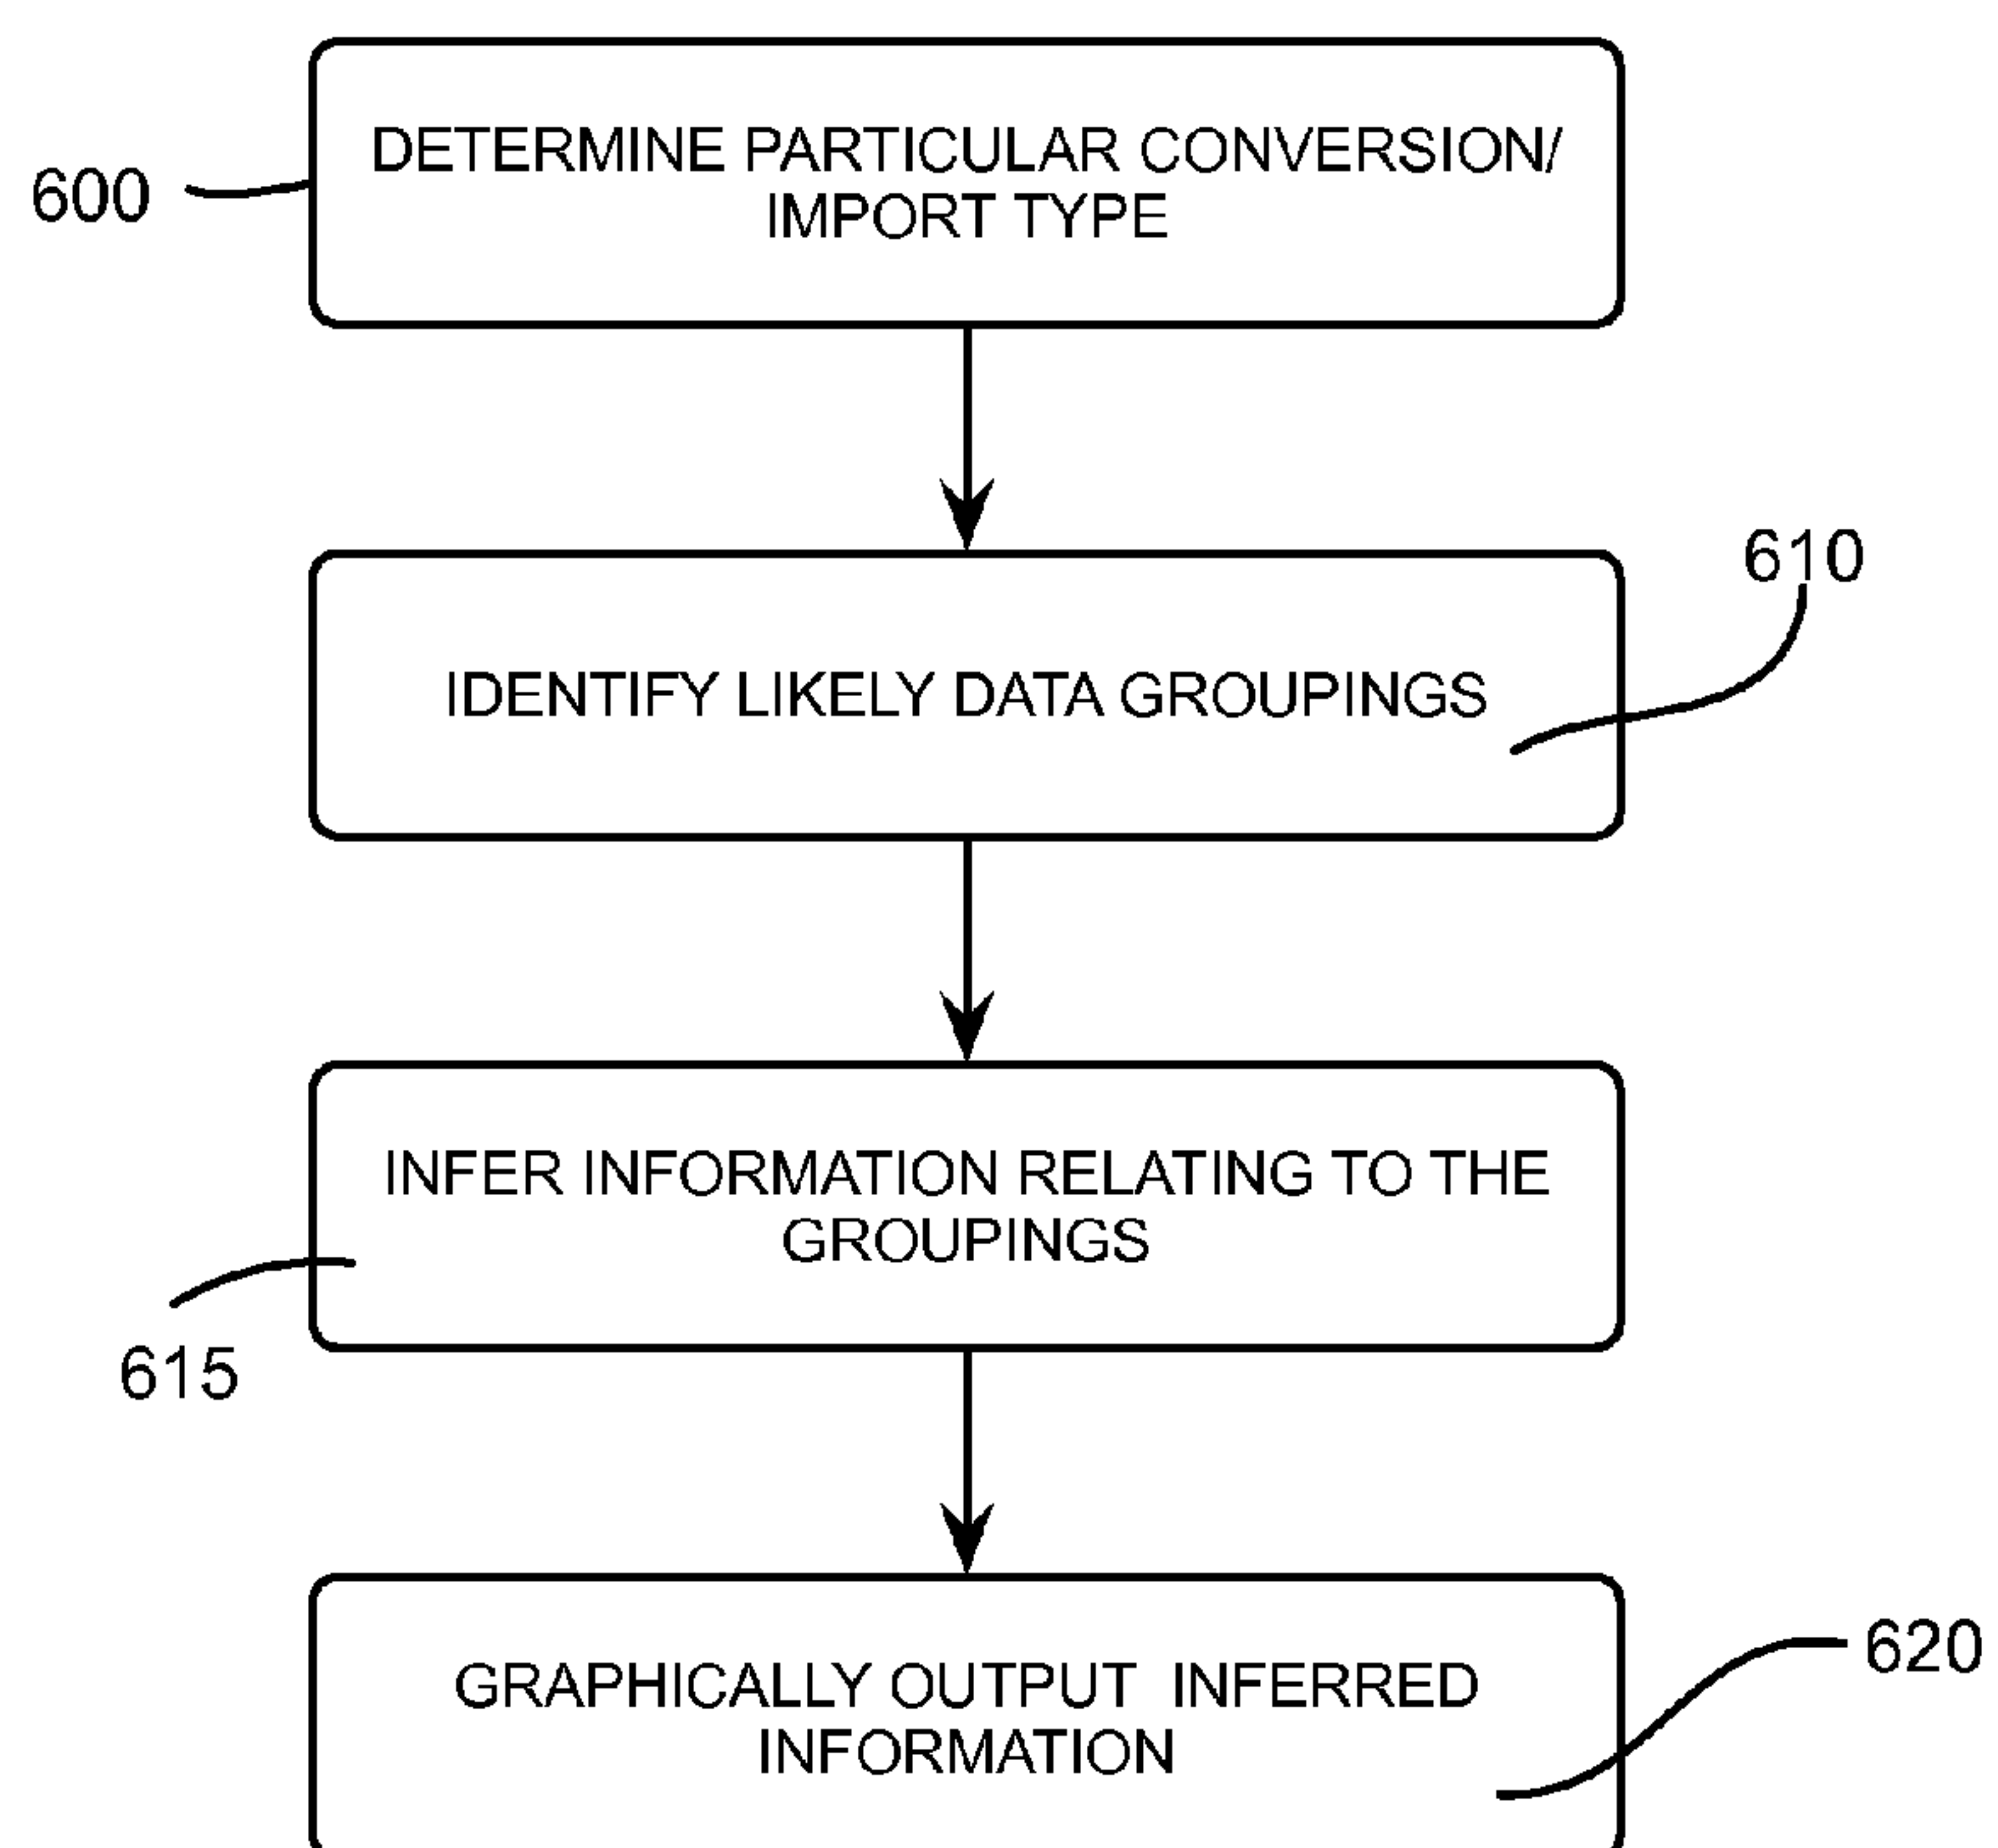 DETERMINE PARTICULAR CONVERSION/
IMPORT TYPE
600
610
IDENTIFY LIKELY DATA GROUPINGS
INFER INFORMATION RELATING TO THE
GROUPINGS
615
620
GRAPHICALLY OUTPUT INFERRED
INFORMATION